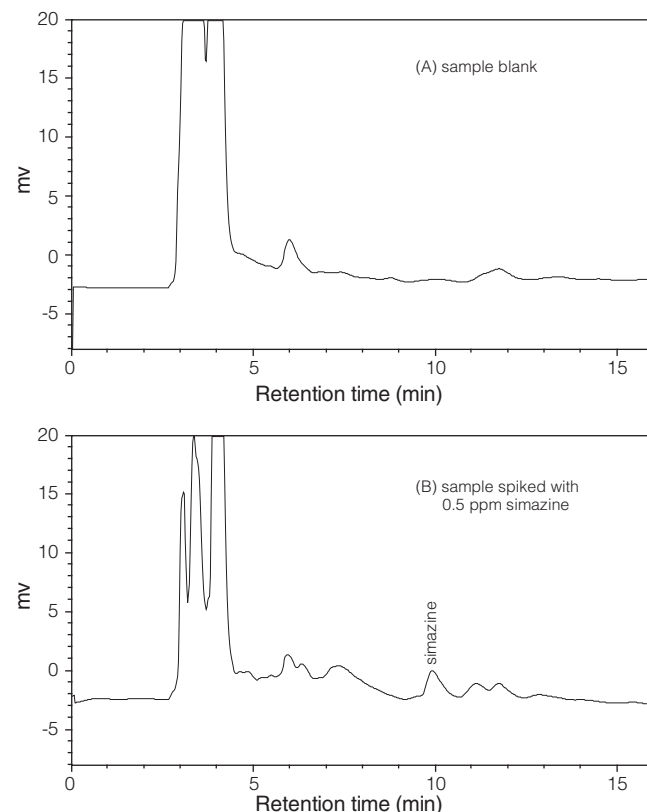 20
(A) sample blank
15
10
mv
5
0
-5
0 5 10 15
Retention time (min)
20
(B) sample spiked with
0.5 ppm simazine
15
10
mv
5
simazine
0
-5
0 5 10 15
Retention time (min)